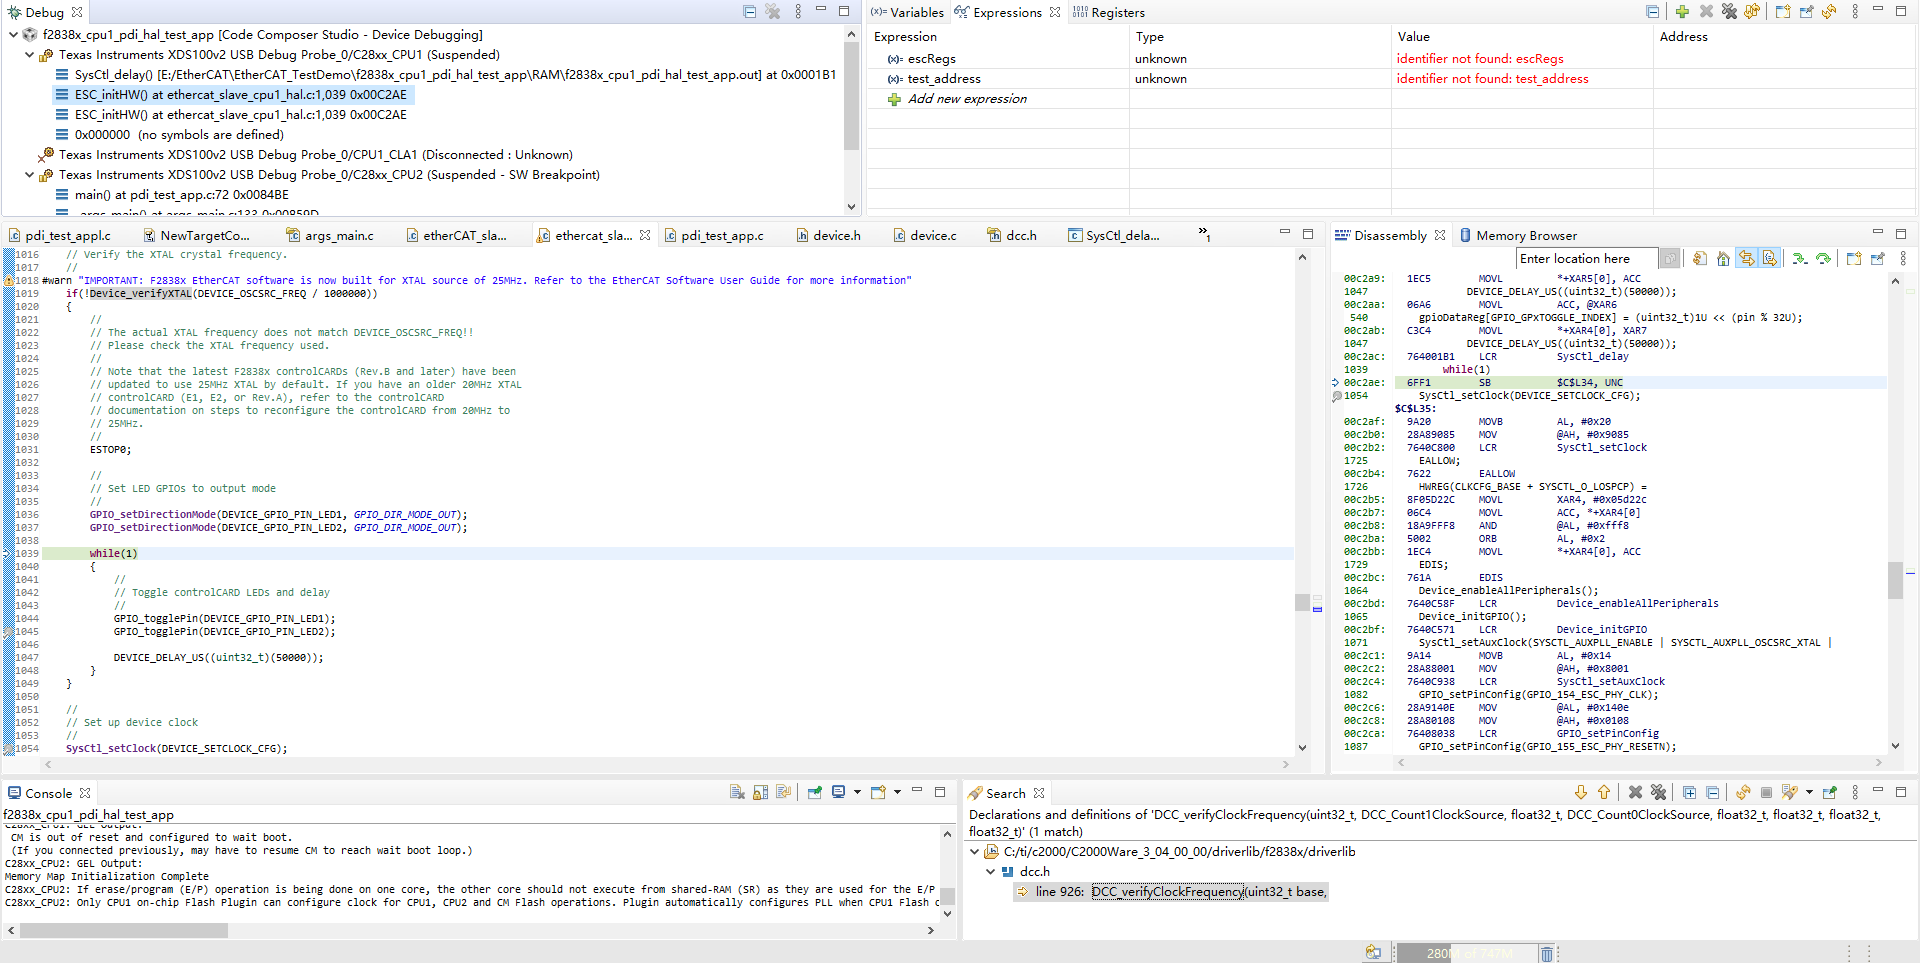 Debug
f2838x_cpu1_pdi_hal_test_app [Code Composer Studio - Device Debugging]
Texas Instruments XDS100v2 USB Debug Probe_0/C28xx_CPU1 (Suspended)
SysCtl_delay() [E:/EtherCAT\EtherCAT_TestDemo\f2838x_cpu1_pdi_hal_test_app\RAM\f2838x_cpu1_pdi_hal_test_app.out] at 0x0001B1
ESC_initHW() at ethercat_slave_cpu1_hal.c:1,039 0x00C2AE
ESC_initHW() at ethercat_slave_cpu1_hal.c:1,039 0x00C2AE
0x000000 (no symbols are defined)
Texas Instruments XDS100v2 USB Debug Probe_0/CPU1_CLA1 (Disconnected : Unknown)
Texas Instruments XDS100v2 USB Debug Probe_0/C28xx_CPU2 (Suspended - SW Breakpoint)
main() at pdi_test_app.c:72 0x0084BE
_args_main() at args_main.c:133 0x00859D
(x)= Variables Expressions Registers
Expression Type Value Address
(x)= escRegs unknown identifier not found: escRegs
(x)= test_address unknown identifier not found: test_address
Add new expression
pdi_test_appl.c NewTargetCo... args_main.c etherCAT_sla... ethercat_sla... pdi_test_app.c device.h device.c dcc.h SysCtl_dela... »1
1016 // Verify the XTAL crystal frequency.
1017 //
1018 #warn "IMPORTANT: F2838x EtherCAT software is now built for XTAL source of 25MHz. Refer to the EtherCAT Software User Guide for more information"
1019 if(!Device_verifyXTAL(DEVICE_OSCSRC_FREQ / 1000000))
1020 {
1021 //
1022 // The actual XTAL frequency does not match DEVICE_OSCSRC_FREQ!!
1023 // Please check the XTAL frequency used.
1024 //
1025 // Note that the latest F2838x controlCARDs (Rev.B and later) have been
1026 // updated to use 25MHz XTAL by default. If you have an older 20MHz XTAL
1027 // controlCARD (E1, E2, or Rev.A), refer to the controlCARD
1028 // documentation on steps to reconfigure the controlCARD from 20MHz to
1029 // 25MHz.
1030 //
1031 ESTOP0;
1032
1033 //
1034 // Set LED GPIOs to output mode
1035 //
1036 GPIO_setDirectionMode(DEVICE_GPIO_PIN_LED1, GPIO_DIR_MODE_OUT);
1037 GPIO_setDirectionMode(DEVICE_GPIO_PIN_LED2, GPIO_DIR_MODE_OUT);
1038
1039 while(1)
1040 {
1041 //
1042 // Toggle controlCARD LEDs and delay
1043 //
1044 GPIO_togglePin(DEVICE_GPIO_PIN_LED1);
1045 GPIO_togglePin(DEVICE_GPIO_PIN_LED2);
1046
1047 DEVICE_DELAY_US((uint32_t)(50000));
1048 }
1049 }
1050
1051 //
1052 // Set up device clock
1053 //
1054 SysCtl_setClock(DEVICE_SETCLOCK_CFG);
Disassembly Memory Browser
Enter location here
00c2a9: 1EC5 MOVL *+XAR5[0], ACC
1047 DEVICE_DELAY_US((uint32_t)(50000));
00c2aa: 06A6 MOVL ACC, @XAR6
540 gpioDataReg[GPIO_GPxTOGGLE_INDEX] = (uint32_t)1U << (pin % 32U);
00c2ab: C3C4 MOVL *+XAR4[0], XAR7
1047 DEVICE_DELAY_US((uint32_t)(50000));
00c2ac: 764001B1 LCR SysCtl_delay
1039 while(1)
00c2ae: 6FF1 SB $C$L34, UNC
1054 SysCtl_setClock(DEVICE_SETCLOCK_CFG);
$C$L35:
00c2af: 9A20 MOVB AL, #0x20
00c2b0: 28A89085 MOV @AH, #0x9085
00c2b2: 7640C800 LCR SysCtl_setClock
1725 EALLOW;
00c2b4: 7622 EALLOW
1726 HWREG(CLKCFG_BASE + SYSCTL_O_LOSPCP) =
00c2b5: 8F05D22C MOVL XAR4, #0x05d22c
00c2b7: 06C4 MOVL ACC, *+XAR4[0]
00c2b8: 18A9FFF8 AND @AL, #0xfff8
00c2ba: 5002 ORB AL, #0x2
00c2bb: 1EC4 MOVL *+XAR4[0], ACC
1729 EDIS;
00c2bc: 761A EDIS
1064 Device_enableAllPeripherals();
00c2bd: 7640C58F LCR Device_enableAllPeripherals
1065 Device_initGPIO();
00c2bf: 7640C571 LCR Device_initGPIO
1071 SysCtl_setAuxClock(SYSCTL_AUXPLL_ENABLE | SYSCTL_AUXPLL_OSCSRC_XTAL |
00c2c1: 9A14 MOVB AL, #0x14
00c2c2: 28A88001 MOV @AH, #0x8001
00c2c4: 7640C938 LCR SysCtl_setAuxClock
1082 GPIO_setPinConfig(GPIO_154_ESC_PHY_CLK);
00c2c6: 28A9140E MOV @AL, #0x140e
00c2c8: 28A80108 MOV @AH, #0x0108
00c2ca: 76408038 LCR GPIO_setPinConfig
1087 GPIO_setPinConfig(GPIO_155_ESC_PHY_RESETN);
Console
f2838x_cpu1_pdi_hal_test_app
C28xx_CPU1: GEL Output:
CM is out of reset and configured to wait boot.
(If you connected previously, may have to resume CM to reach wait boot loop.)
C28xx_CPU2: GEL Output:
Memory Map Initialization Complete
C28xx_CPU2: If erase/program (E/P) operation is being done on one core, the other core should not execute from shared-RAM (SR) as they are used for the E/P
C28xx_CPU2: Only CPU1 on-chip Flash Plugin can configure clock for CPU1, CPU2 and CM Flash operations. Plugin automatically configures PLL when CPU1 Flash
Search
Declarations and definitions of 'DCC_verifyClockFrequency(uint32_t, DCC_Count1ClockSource, float32_t, DCC_Count0ClockSource, float32_t, float32_t, float32_t,
float32_t)' (1 match)
C:/ti/c2000/C2000Ware_3_04_00_00/driverlib/f2838x/driverlib
dcc.h
line 926: DCC_verifyClockFrequency(uint32_t base,
280M of 747M